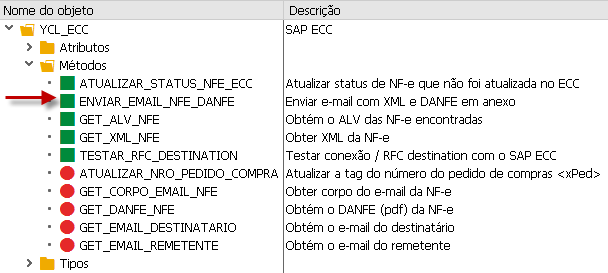 Nome do objeto Descrição
YCL_ECC SAP ECC
Atributos
Métodos
ATUALIZAR_STATUS_NFE_ECC Atualizar status de NF-e que não foi atualizada no ECC
ENVIAR_EMAIL_NFE_DANFE Enviar e-mail com XML e DANFE em anexo
GET_ALV_NFE Obtém o ALV das NF-e encontradas
GET_XML_NFE Obter XML da NF-e
TESTAR_RFC_DESTINATION Testar conexão / RFC destination com o SAP ECC
ATUALIZAR_NRO_PEDIDO_COMPRA Atualizar a tag do número do pedido de compras <xPed>
GET_CORPO_EMAIL_NFE Obter corpo do e-mail da NF-e
GET_DANFE_NFE Obtém o DANFE (pdf) da NF-e
GET_EMAIL_DESTINATARIO Obtém o e-mail do destinatário
GET_EMAIL_REMETENTE Obtém o e-mail do remetente
Tipos